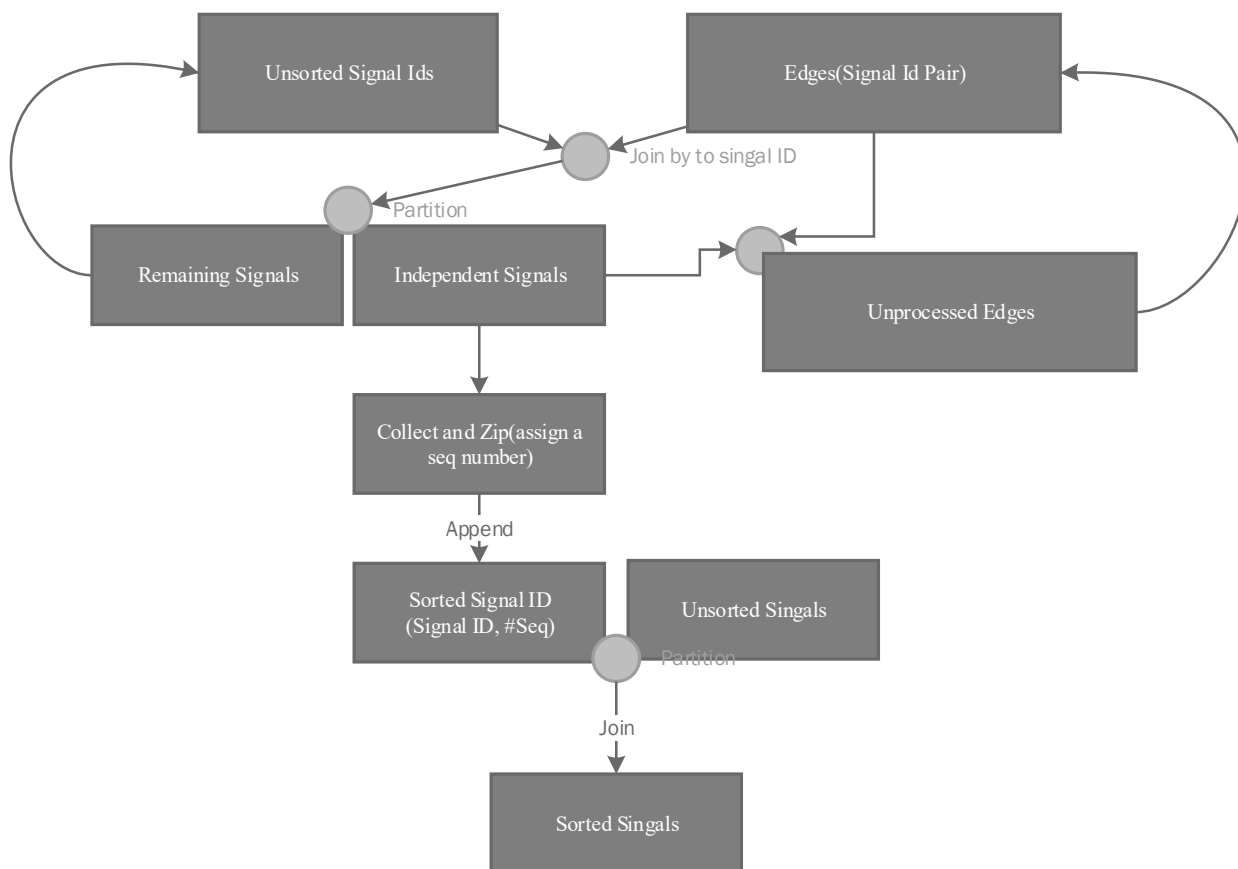 Unsorted Signal Ids
Edges(Signal Id Pair)
Join by to singal ID
Partition
Remaining Signals
Independent Signals
Unprocessed Edges
Collect and Zip(assign a
seq number)
Append
Sorted Signal ID
(Signal ID, #Seq)
Unsorted Singals
Partition
Join
Sorted Singals